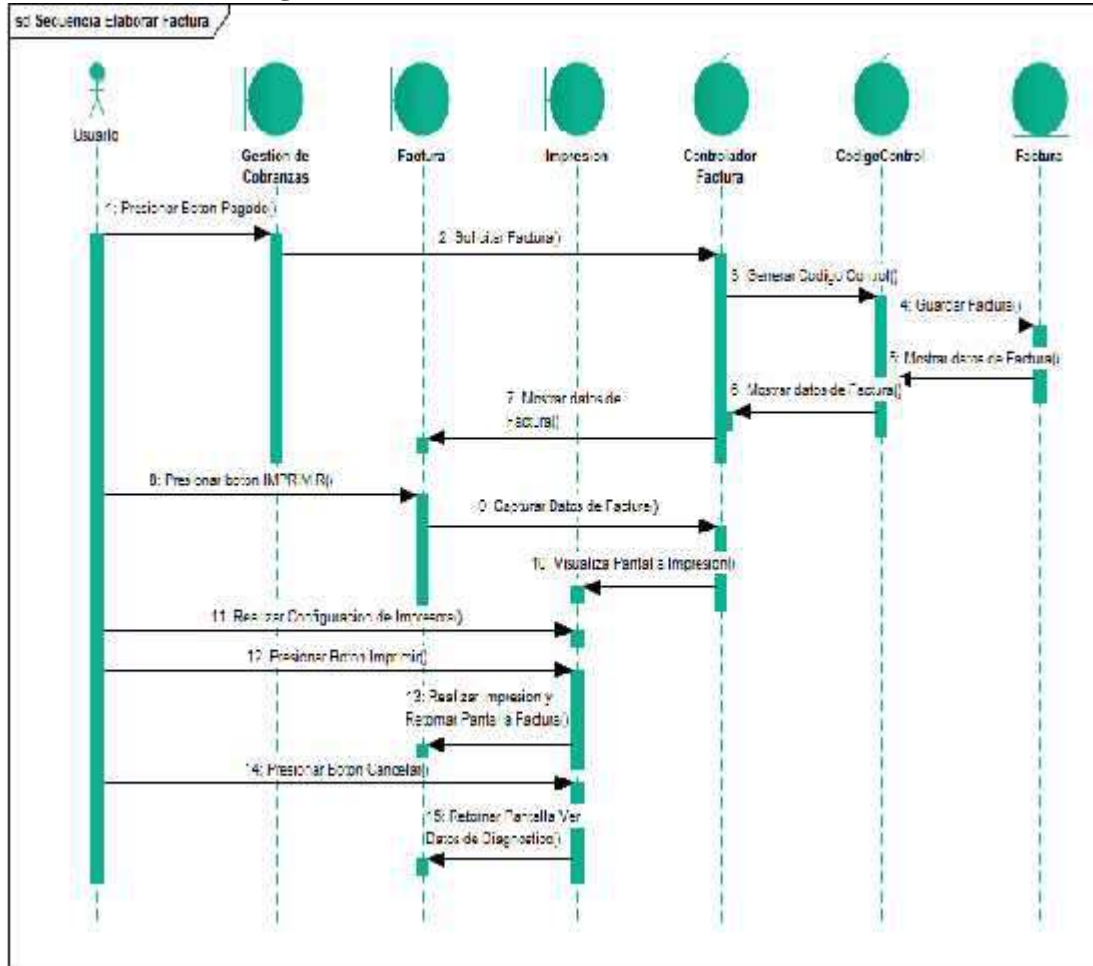 sd Secuencia Elaborar Factura
Usuario
Gestion de
Cobranzas
Factura
Impresion
Controlador
Factura
CodigoControl
Factura
1: Presionar Boton Pagado()
2: Solicitar Factura()
3: Generar Codigo Control()
4: Guardar Factura()
5: Mostrar datos de Factura()
6: Mostrar datos de Factura()
7: Mostrar datos de
Factura()
8: Presionar boton IMPRIMIR()
9: Capturar Datos de Factura()
10: Visualiza Pantalla Impresion()
11: Realizar Configuracion de Impresora()
12: Presionar Boton Imprimir()
13: Realizar Impresion y
Retornar Pantalla Factura()
14: Presionar Boton Cancelar()
15: Retornar Pantalla Ver
Datos de Diagnostico()